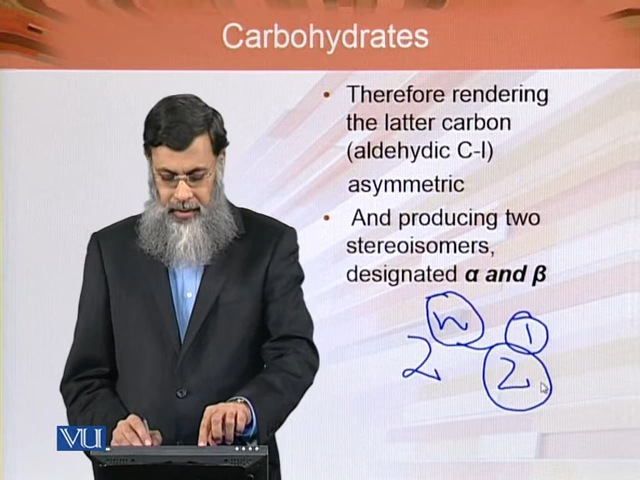 Carbohydrates
• Therefore rendering
the latter carbon
(aldehydic C-I)
asymmetric
• And producing two
stereoisomers,
designated α and β
n 1
2 2
VU